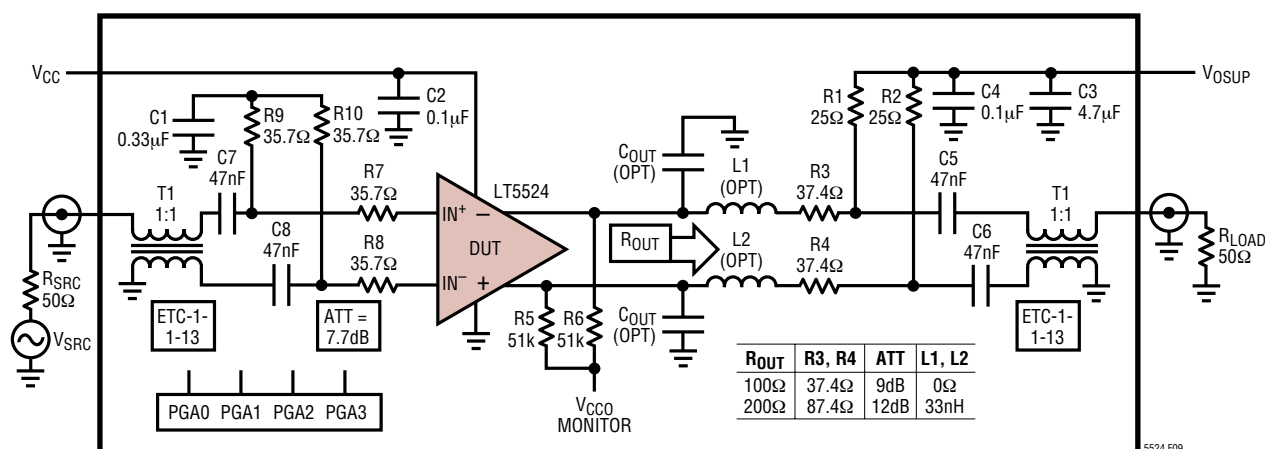 VCC
C1
0.33µF
R9
35.7Ω
R10
35.7Ω
C2
0.1µF
C7
47nF
T1
1:1
C8
47nF
R7
35.7Ω
R8
35.7Ω
LT5524
IN+ −
DUT
IN− +
RSRC
50Ω
VSRC
ETC-1-
1-13
ATT =
7.7dB
PGA0 PGA1 PGA2 PGA3
R5
51k
R6
51k
VCCO
MONITOR
COUT
(OPT)
COUT
(OPT)
ROUT
L1
(OPT)
L2
(OPT)
R3
37.4Ω
R4
37.4Ω
R1
25Ω
R2
25Ω
C4
0.1µF
C3
4.7µF
VOSUP
C5
47nF
C6
47nF
T1
1:1
RLOAD
50Ω
ETC-1-
1-13
ROUT R3, R4 ATT L1, L2
100Ω 37.4Ω 9dB 0Ω
200Ω 87.4Ω 12dB 33nH
5524 F09